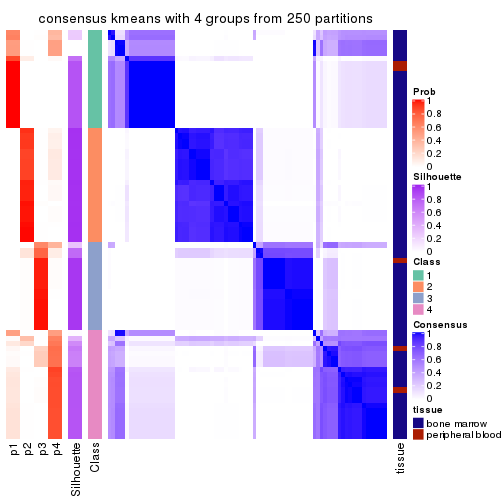 consensus kmeans with 4 groups from 250 partitions
Prob
1
0.8
0.6
0.4
0.2
0
Silhouette
1
0.8
0.6
0.4
0.2
0
Class
1
2
3
4
Consensus
1
0.8
0.6
0.4
0.2
0
tissue
bone marrow
peripheral blood
p1
p2
p3
p4
Silhouette
Class
tissue